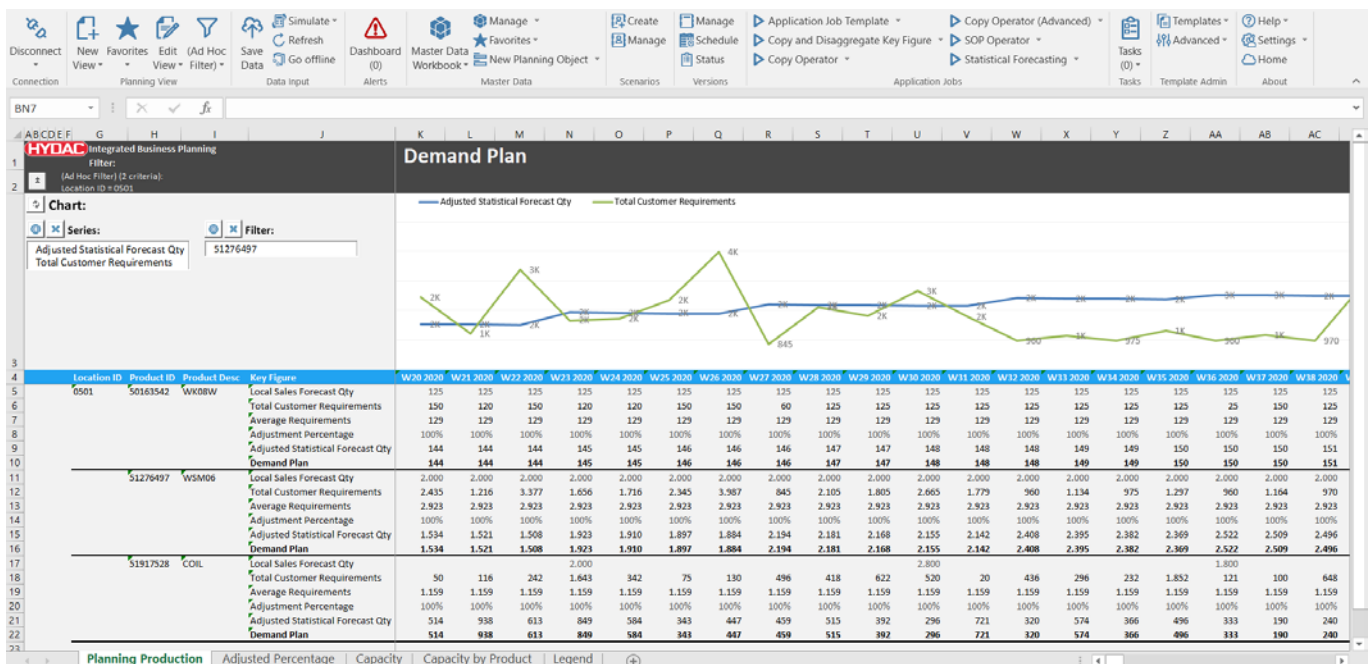 Disconnect
New View
Favorites
Edit View
(Ad Hoc Filter)
Save Data
Simulate
Refresh
Go offline
Dashboard (0)
Master Data Workbook
Manage
Favorites
New Planning Object
Create
Manage
Manage
Schedule
Status
Application Job Template
Copy and Disaggregate Key Figure
Copy Operator
Copy Operator (Advanced)
SOP Operator
Statistical Forecasting
Tasks (0)
Templates
Advanced
Help
Settings
Home
Connection Planning View Data Input Alerts Master Data Scenarios Versions Application Jobs Tasks Template Admin About
BN7 fx
A B C D E F G H I J K L M N O P Q R S T U V W X Y Z AA AB AC
HYDAC Integrated Business Planning
Filter:
(Ad Hoc Filter) (2 criteria):
Location ID = 0501
Demand Plan
Chart:
Series:
Filter:
Adjusted Statistical Forecast Qty
Total Customer Requirements
51276497
Adjusted Statistical Forecast Qty Total Customer Requirements
4 Location ID Product ID Product Desc Key Figure W20 2020 W21 2020 W22 2020 W23 2020 W24 2020 W25 2020 W26 2020 W27 2020 W28 2020 W29 2020 W30 2020 W31 2020 W32 2020 W33 2020 W34 2020 W35 2020 W36 2020 W37 2020 W38 2020
5 0501 50163542 WK08W Local Sales Forecast Qty 125 125 125 125 125 125 125 125 125 125 125 125 125 125 125 125 125 125 125
6 Total Customer Requirements 150 120 150 120 120 150 150 60 125 125 125 125 125 125 125 125 25 150 125
7 Average Requirements 129 129 129 129 129 129 129 129 129 129 129 129 129 129 129 129 129 129 129
8 Adjustment Percentage 100% 100% 100% 100% 100% 100% 100% 100% 100% 100% 100% 100% 100% 100% 100% 100% 100% 100% 100%
9 Adjusted Statistical Forecast Qty 144 144 144 145 145 146 146 146 147 147 148 148 148 149 149 150 150 150 151
10 Demand Plan 144 144 144 145 145 146 146 146 147 147 148 148 148 149 149 150 150 150 151
11 51276497 WSM06 Local Sales Forecast Qty 2.000 2.000 2.000 2.000 2.000 2.000 2.000 2.000 2.000 2.000 2.000 2.000 2.000 2.000 2.000 2.000 2.000 2.000 2.000
12 Total Customer Requirements 2.435 1.216 3.377 1.656 1.716 2.345 3.987 845 2.105 1.805 2.665 1.779 960 1.134 975 1.297 960 1.164 970
13 Average Requirements 2.923 2.923 2.923 2.923 2.923 2.923 2.923 2.923 2.923 2.923 2.923 2.923 2.923 2.923 2.923 2.923 2.923 2.923 2.923
14 Adjustment Percentage 100% 100% 100% 100% 100% 100% 100% 100% 100% 100% 100% 100% 100% 100% 100% 100% 100% 100% 100%
15 Adjusted Statistical Forecast Qty 1.534 1.521 1.508 1.923 1.910 1.897 1.884 2.194 2.181 2.168 2.155 2.142 2.408 2.395 2.382 2.369 2.522 2.509 2.496
16 Demand Plan 1.534 1.521 1.508 1.923 1.910 1.897 1.884 2.194 2.181 2.168 2.155 2.142 2.408 2.395 2.382 2.369 2.522 2.509 2.496
17 51917528 COIL Local Sales Forecast Qty 2.000 2.800 1.800
18 Total Customer Requirements 50 116 242 1.643 342 75 130 496 418 622 520 20 436 296 232 1.852 121 100 648
19 Average Requirements 1.159 1.159 1.159 1.159 1.159 1.159 1.159 1.159 1.159 1.159 1.159 1.159 1.159 1.159 1.159 1.159 1.159 1.159 1.159
20 Adjustment Percentage 100% 100% 100% 100% 100% 100% 100% 100% 100% 100% 100% 100% 100% 100% 100% 100% 100% 100% 100%
21 Adjusted Statistical Forecast Qty 514 938 613 849 584 343 447 459 515 392 296 721 320 574 366 496 333 190 240
22 Demand Plan 514 938 613 849 584 343 447 459 515 392 296 721 320 574 366 496 333 190 240
Planning Production Adjusted Percentage Capacity Capacity by Product Legend